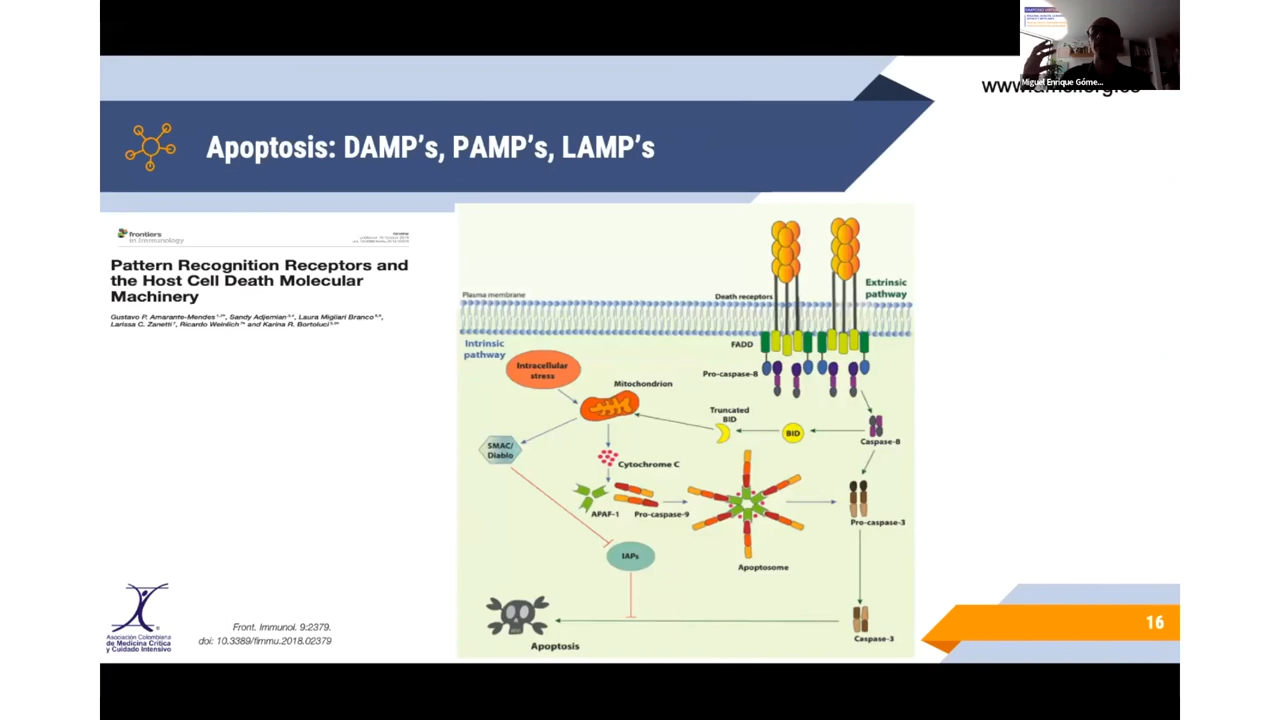 Miguel Enrique Góme...
Apoptosis: DAMP's, PAMP's, LAMP's
frontiers
in Immunology
Pattern Recognition Receptors and
the Host Cell Death Molecular
Machinery
Gustavo P. Amarante-Mendes
Sandy Adjemian
Laura Migliari Branco
Larissa C. Zanetti
Ricardo Weinlich
and Karina R. Bortoluci
Plasma membrane
Death receptors
Extrinsic
pathway
Intrinsic
pathway
FADD
Intracellular
stress
Pro-caspase-8
Mitochondrion
Truncated
BID
BID
Caspase-8
SMAC/
Diablo
Cytochrome C
APAF-1
Pro-caspase-9
Pro-caspase-3
IAPs
Apoptosome
Apoptosis
Caspase-3
Asociación Colombiana
de Medicina Crítica
y Cuidado Intensivo
Front. Immunol. 9:2379.
doi: 10.3389/fimmu.2018.02379
16